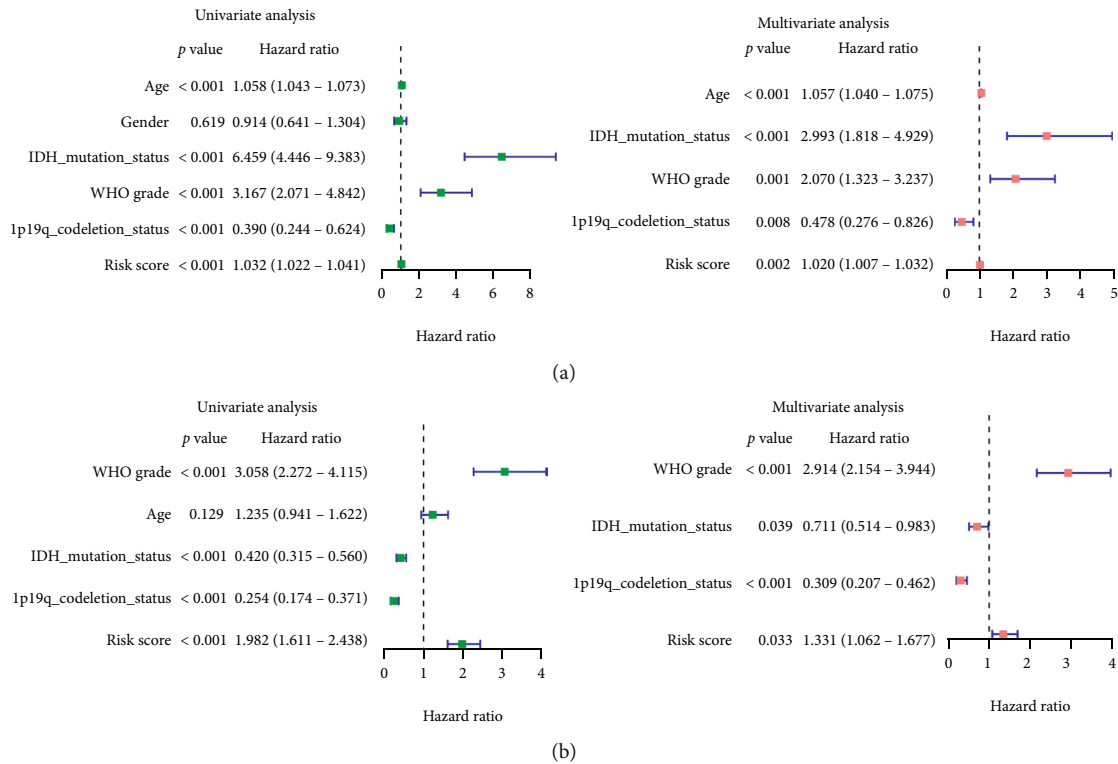 Univariate analysis
p value Hazard ratio
Age < 0.001 1.058 (1.043 – 1.073)
Gender 0.619 0.914 (0.641 – 1.304)
IDH_mutation_status < 0.001 6.459 (4.446 – 9.383)
WHO grade < 0.001 3.167 (2.071 – 4.842)
1p19q_codeletion_status < 0.001 0.390 (0.244 – 0.624)
Risk score < 0.001 1.032 (1.022 – 1.041)
0 2 4 6 8
Hazard ratio
Multivariate analysis
p value Hazard ratio
Age < 0.001 1.057 (1.040 – 1.075)
IDH_mutation_status < 0.001 2.993 (1.818 – 4.929)
WHO grade 0.001 2.070 (1.323 – 3.237)
1p19q_codeletion_status 0.008 0.478 (0.276 – 0.826)
Risk score 0.002 1.020 (1.007 – 1.032)
0 1 2 3 4 5
Hazard ratio
(a)
Univariate analysis
p value Hazard ratio
WHO grade < 0.001 3.058 (2.272 – 4.115)
Age 0.129 1.235 (0.941 – 1.622)
IDH_mutation_status < 0.001 0.420 (0.315 – 0.560)
1p19q_codeletion_status < 0.001 0.254 (0.174 – 0.371)
Risk score < 0.001 1.982 (1.611 – 2.438)
0 1 2 3 4
Hazard ratio
Multivariate analysis
p value Hazard ratio
WHO grade < 0.001 2.914 (2.154 – 3.944)
IDH_mutation_status 0.039 0.711 (0.514 – 0.983)
1p19q_codeletion_status < 0.001 0.309 (0.207 – 0.462)
Risk score 0.033 1.331 (1.062 – 1.677)
0 1 2 3 4
Hazard ratio
(b)